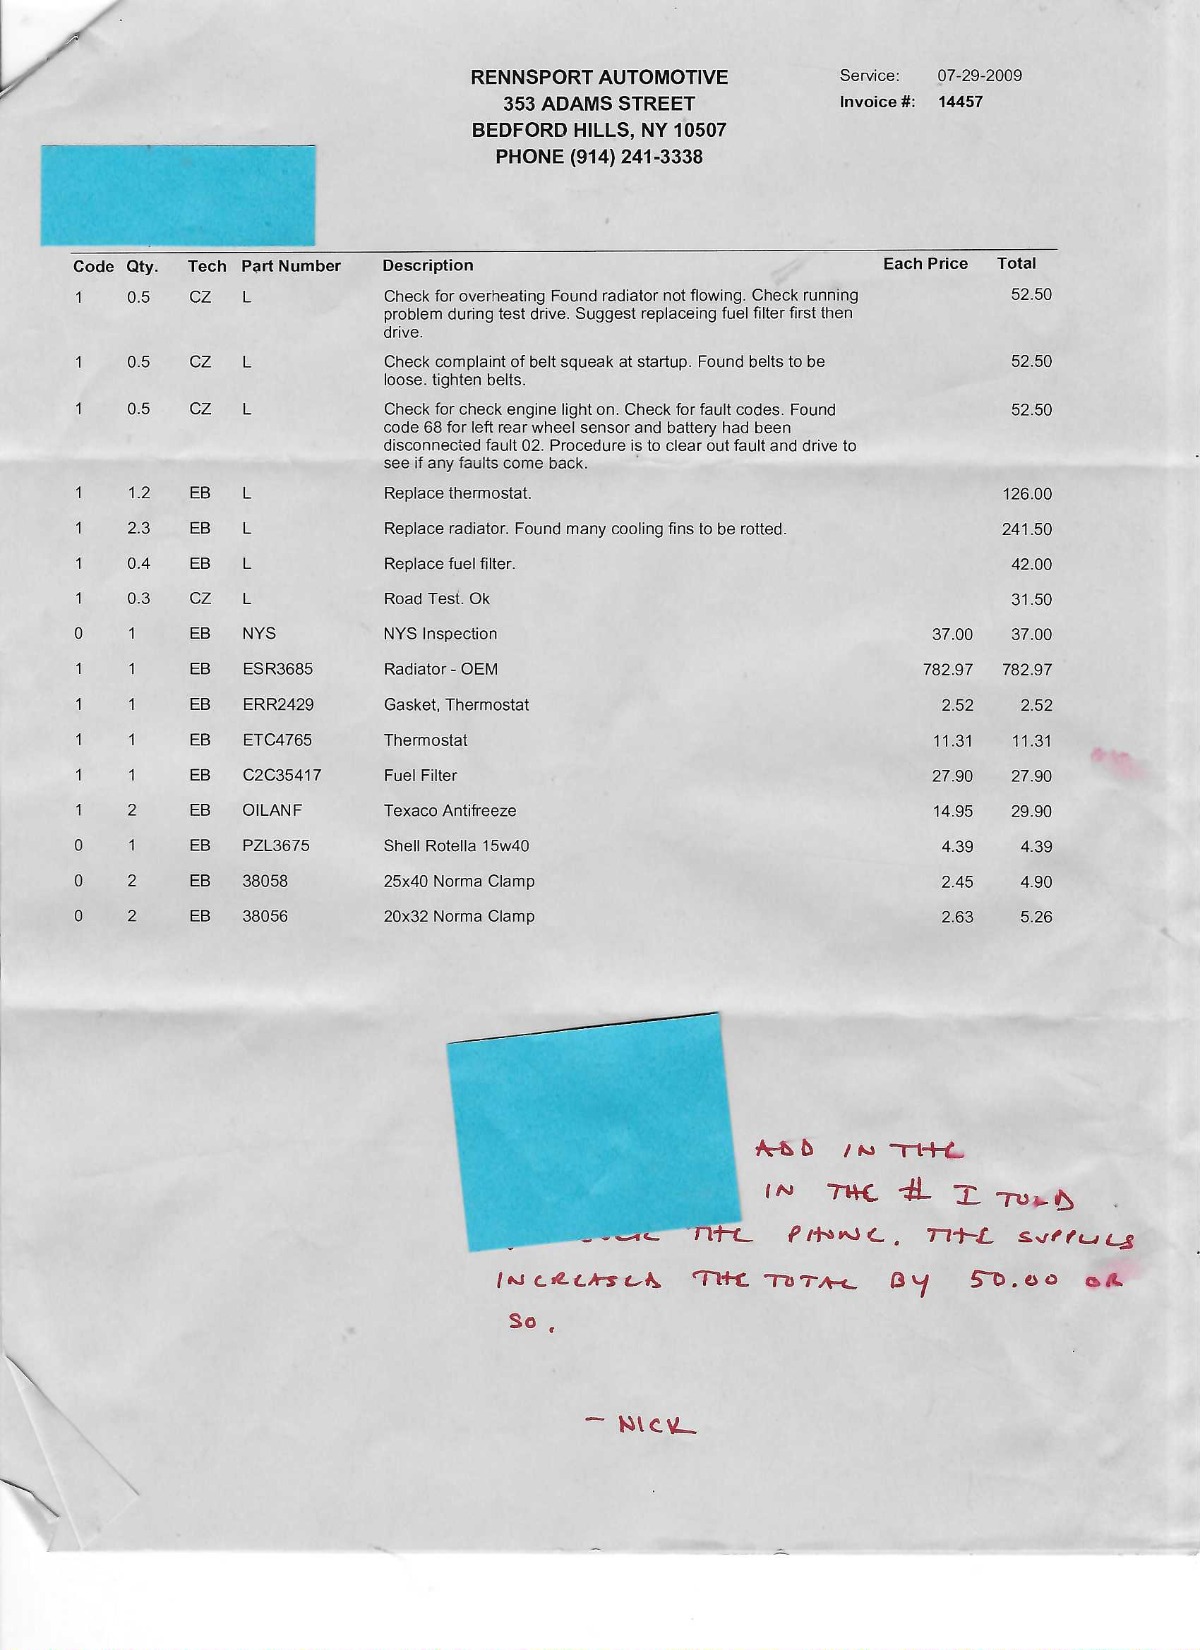 RENNSPORT AUTOMOTIVE
353 ADAMS STREET
BEDFORD HILLS, NY 10507
PHONE (914) 241-3338
Service: 07-29-2009
Invoice #: 14457
Code Qty. Tech Part Number Description Each Price Total
1 0.5 CZ L Check for overheating Found radiator not flowing. Check running 52.50
problem during test drive. Suggest replaceing fuel filter first then
drive.
1 0.5 CZ L Check complaint of belt squeak at startup. Found belts to be 52.50
loose. tighten belts.
1 0.5 CZ L Check for check engine light on. Check for fault codes. Found 52.50
code 68 for left rear wheel sensor and battery had been
disconnected fault 02. Procedure is to clear out fault and drive to
see if any faults come back.
1 1.2 EB L Replace thermostat. 126.00
1 2.3 EB L Replace radiator. Found many cooling fins to be rotted. 241.50
1 0.4 EB L Replace fuel filter. 42.00
1 0.3 CZ L Road Test. Ok 31.50
0 1 EB NYS NYS Inspection 37.00 37.00
1 1 EB ESR3685 Radiator - OEM 782.97 782.97
1 1 EB ERR2429 Gasket, Thermostat 2.52 2.52
1 1 EB ETC4765 Thermostat 11.31 11.31
1 1 EB C2C35417 Fuel Filter 27.90 27.90
1 2 EB OILANF Texaco Antifreeze 14.95 29.90
0 1 EB PZL3675 Shell Rotella 15w40 4.39 4.39
0 2 EB 38058 25x40 Norma Clamp 2.45 4.90
0 2 EB 38056 20x32 Norma Clamp 2.63 5.26
ADD IN THE
IN THE # I TOLD
THE PHONE. THE SUPPLIES
INCREASED THE TOTAL BY 50.00 OR
SO.
- NICK